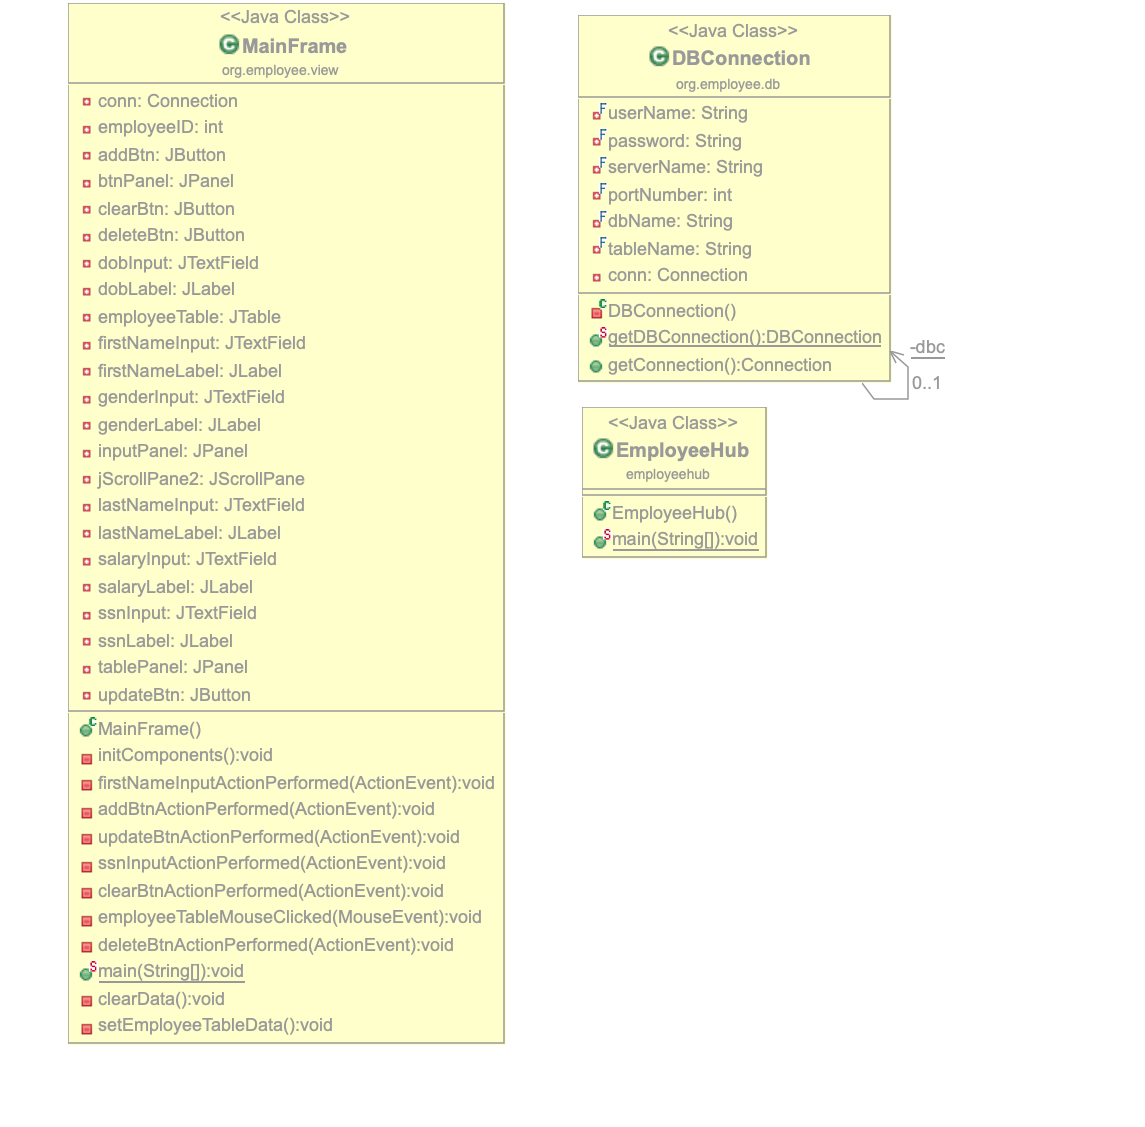 <<Java Class>>
MainFrame
org.employee.view
conn: Connection
employeeID: int
addBtn: JButton
btnPanel: JPanel
clearBtn: JButton
deleteBtn: JButton
dobInput: JTextField
dobLabel: JLabel
employeeTable: JTable
firstNameInput: JTextField
firstNameLabel: JLabel
genderInput: JTextField
genderLabel: JLabel
inputPanel: JPanel
jScrollPane2: JScrollPane
lastNameInput: JTextField
lastNameLabel: JLabel
salaryInput: JTextField
salaryLabel: JLabel
ssnInput: JTextField
ssnLabel: JLabel
tablePanel: JPanel
updateBtn: JButton
MainFrame()
initComponents():void
firstNameInputActionPerformed(ActionEvent):void
addBtnActionPerformed(ActionEvent):void
updateBtnActionPerformed(ActionEvent):void
ssnInputActionPerformed(ActionEvent):void
clearBtnActionPerformed(ActionEvent):void
employeeTableMouseClicked(MouseEvent):void
deleteBtnActionPerformed(ActionEvent):void
main(String[]):void
clearData():void
setEmployeeTableData():void
<<Java Class>>
DBConnection
org.employee.db
userName: String
password: String
serverName: String
portNumber: int
dbName: String
tableName: String
conn: Connection
DBConnection()
getDBConnection():DBConnection
getConnection():Connection
-dbc
0..1
<<Java Class>>
EmployeeHub
employeehub
EmployeeHub()
main(String[]):void